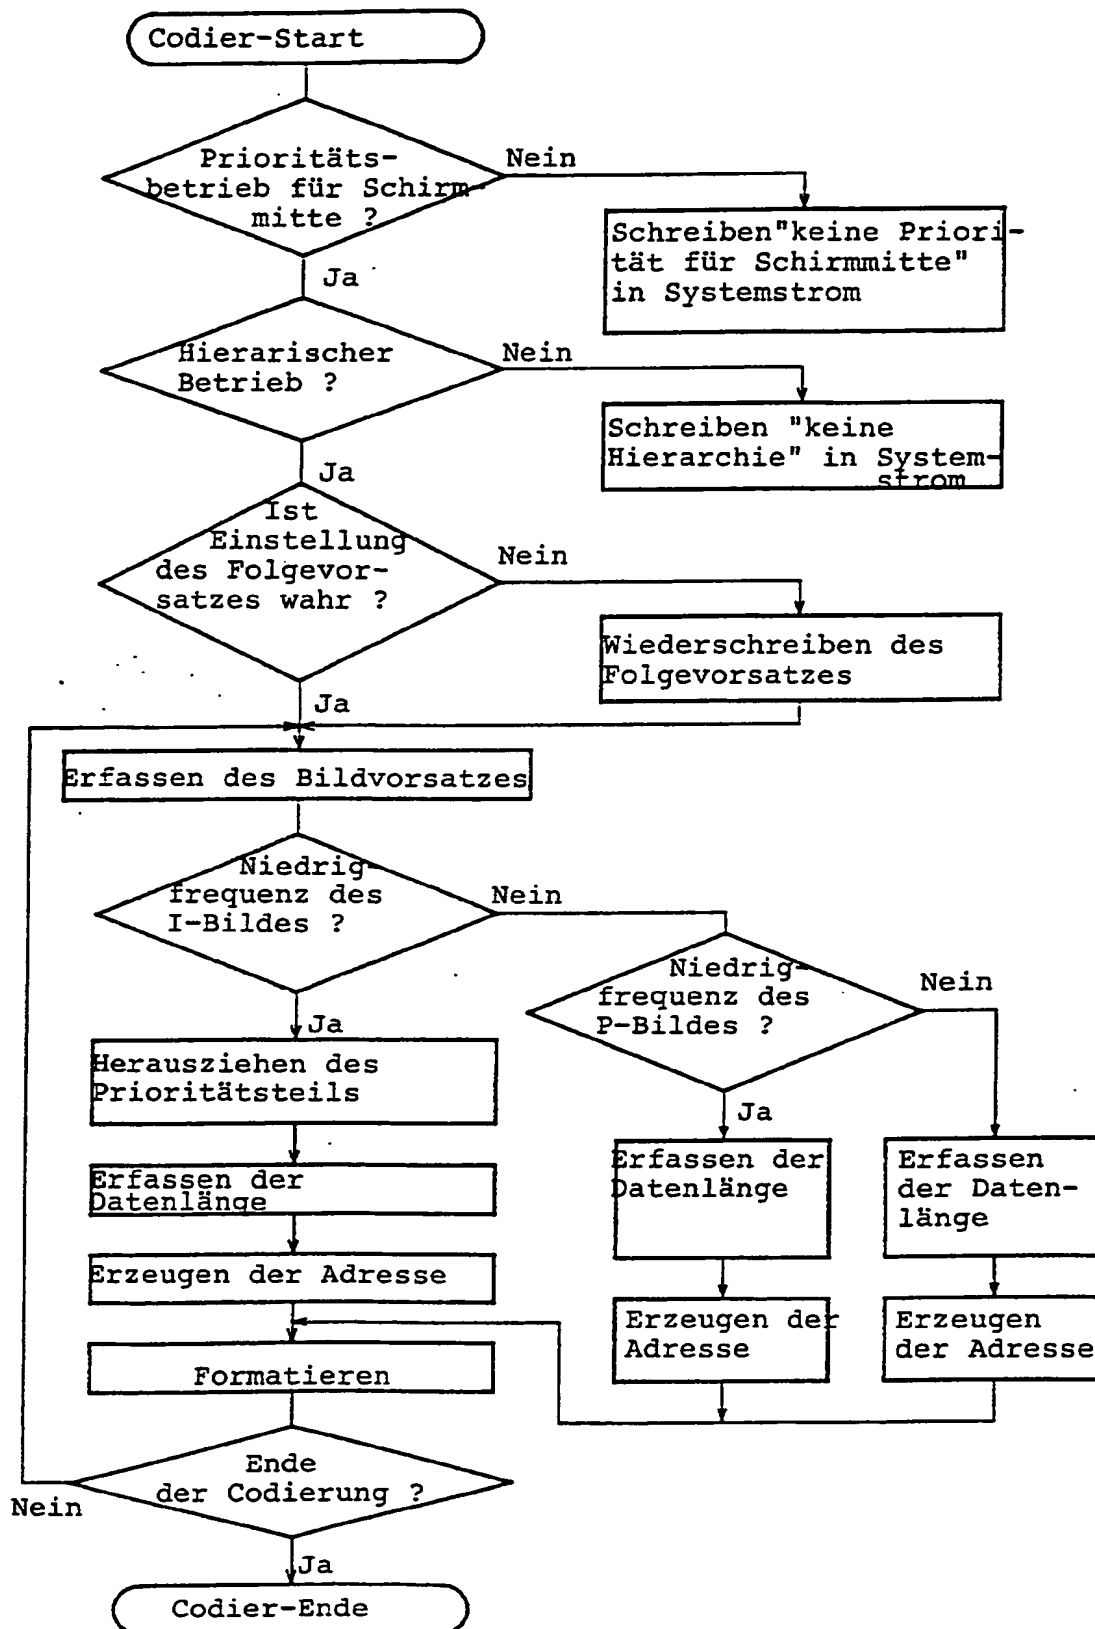 Codier-Start
Prioritäts-
betrieb für Schirm-
mitte ?
Nein
Schreiben"keine Priori-
tät für Schirmmitte"
in Systemstrom
Ja
Hierarischer
Betrieb ?
Nein
Schreiben "keine
Hierarchie" in System-
strom
Ja
Ist
Einstellung
des Folgevor-
satzes wahr ?
Nein
Wiederschreiben des
Folgevorsatzes
Ja
Erfassen des Bildvorsatzes
Niedrig-
frequenz des
I-Bildes ?
Nein
Niedrig-
frequenz des
P-Bildes ?
Nein
Ja
Herausziehen des
Prioritätsteils
Ja
Erfassen der
Datenlänge
Erfassen
der Daten-
länge
Erfassen der
Datenlänge
Erzeugen der Adresse
Erzeugen der
Adresse
Erzeugen
der Adresse
Formatieren
Ende
der Codierung ?
Nein
Ja
Codier-Ende